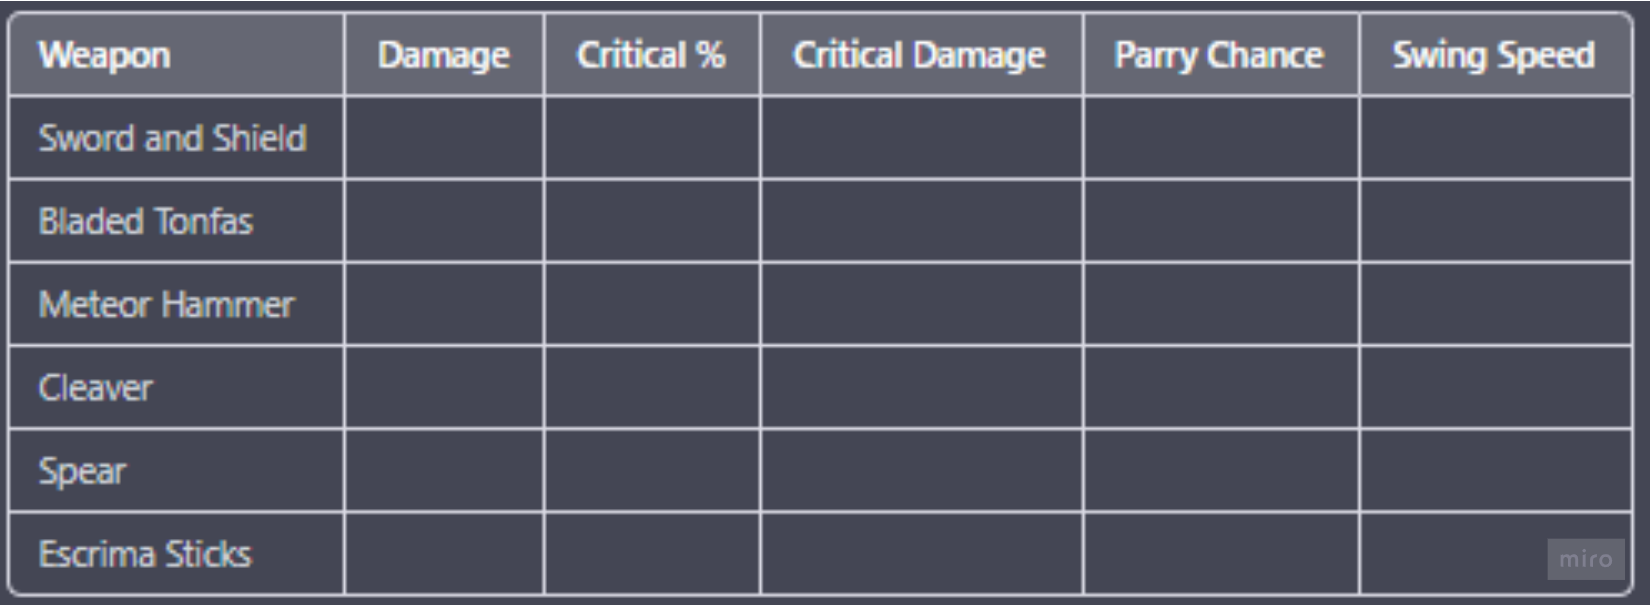 Weapon Damage Critical % Critical Damage Parry Chance Swing Speed
Sword and Shield
Bladed Tonfas
Meteor Hammer
Cleaver
Spear
Escrima Sticks
miro